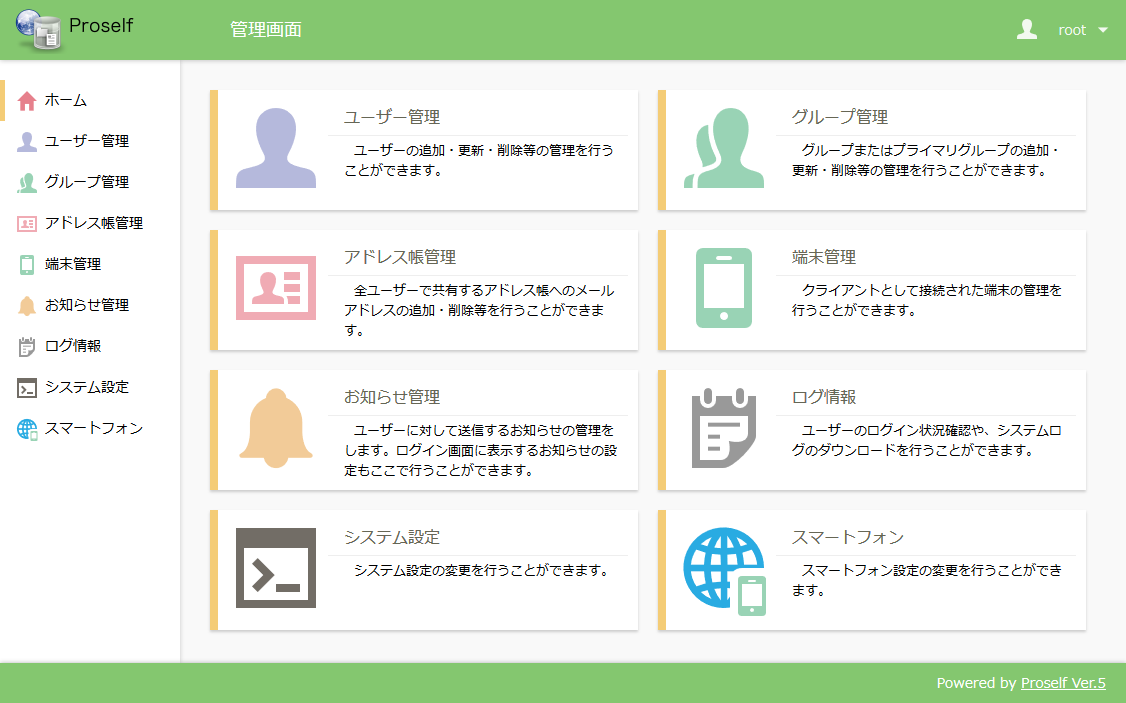 Proself
管理画面
root
ホーム
ユーザー管理
グループ管理
アドレス帳管理
端末管理
お知らせ管理
ログ情報
システム設定
スマートフォン
ユーザー管理
ユーザーの追加・更新・削除等の管理を行う
ことができます。
グループ管理
グループまたはプライマリグループの追加・
更新・削除等の管理を行うことができます。
アドレス帳管理
全ユーザーで共有するアドレス帳へのメール
アドレスの追加・削除等を行うことができま
す。
端末管理
クライアントとして接続された端末の管理を
行うことができます。
お知らせ管理
ユーザーに対して送信するお知らせの管理を
します。ログイン画面に表示するお知らせの設
定もここで行うことができます。
ログ情報
ユーザーのログイン状況確認や、システムロ
グのダウンロードを行うことができます。
システム設定
システム設定の変更を行うことができます。
スマートフォン
スマートフォン設定の変更を行うことができ
ます。
Powered by Proself Ver.5